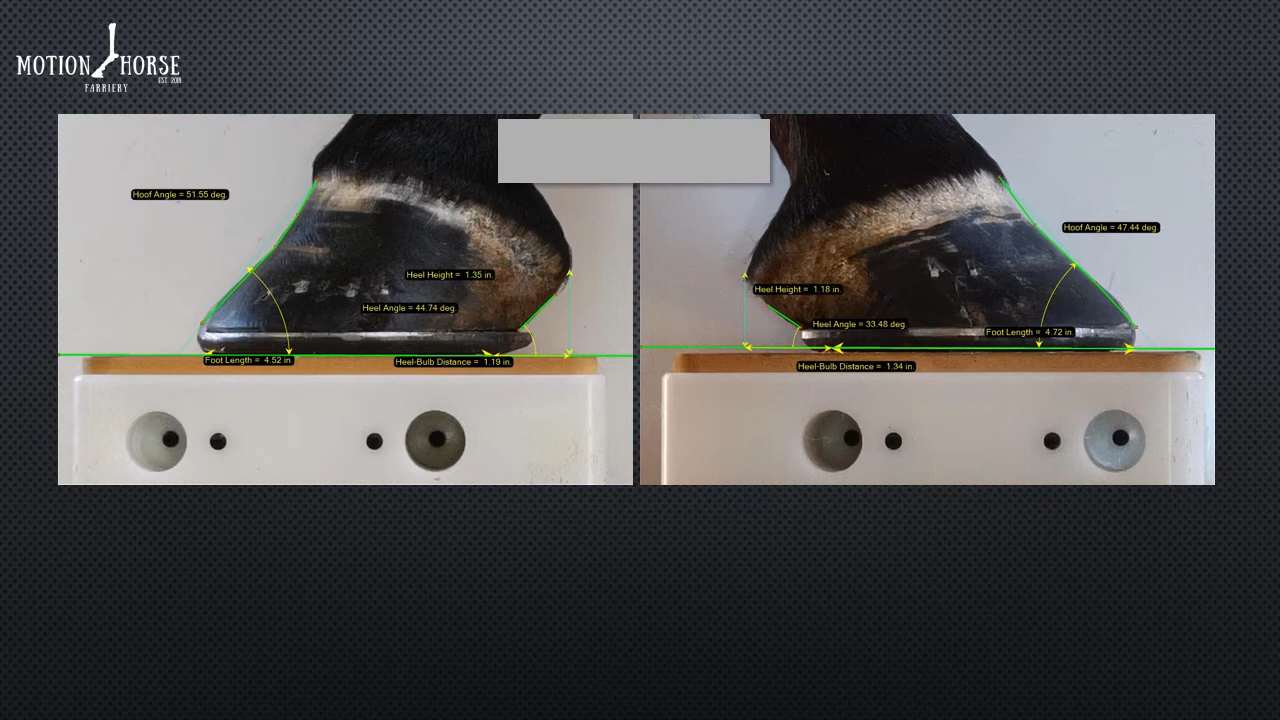 MOTION HORSE
EST. 2018
FARRIERY
Hoof Angle = 51.55 deg.
Heel Height = 1.35 in.
Heel Angle = 44.74 deg.
Foot Length = 4.52 in.
Heel-Bulb Distance = 1.19 in.
Hoof Angle = 47.44 deg.
Heel Height = 1.18 in.
Heel Angle = 33.48 deg.
Foot Length = 4.72 in.
Heel-Bulb Distance = 1.34 in.